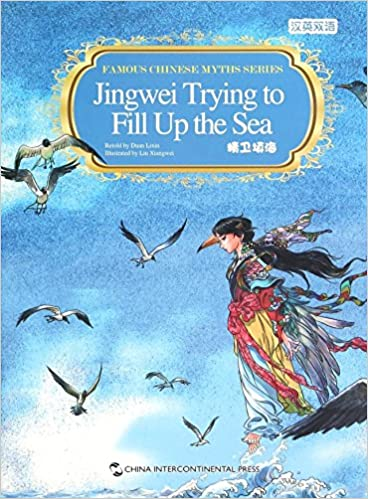 汉英双语
FAMOUS CHINESE MYTHS SERIES
Jingwei Trying to
Fill Up the Sea
Retold by Duan Lixin
Illustrated by Liu Xiangwei
精卫填海
CHINA INTERCONTINENTAL PRESS